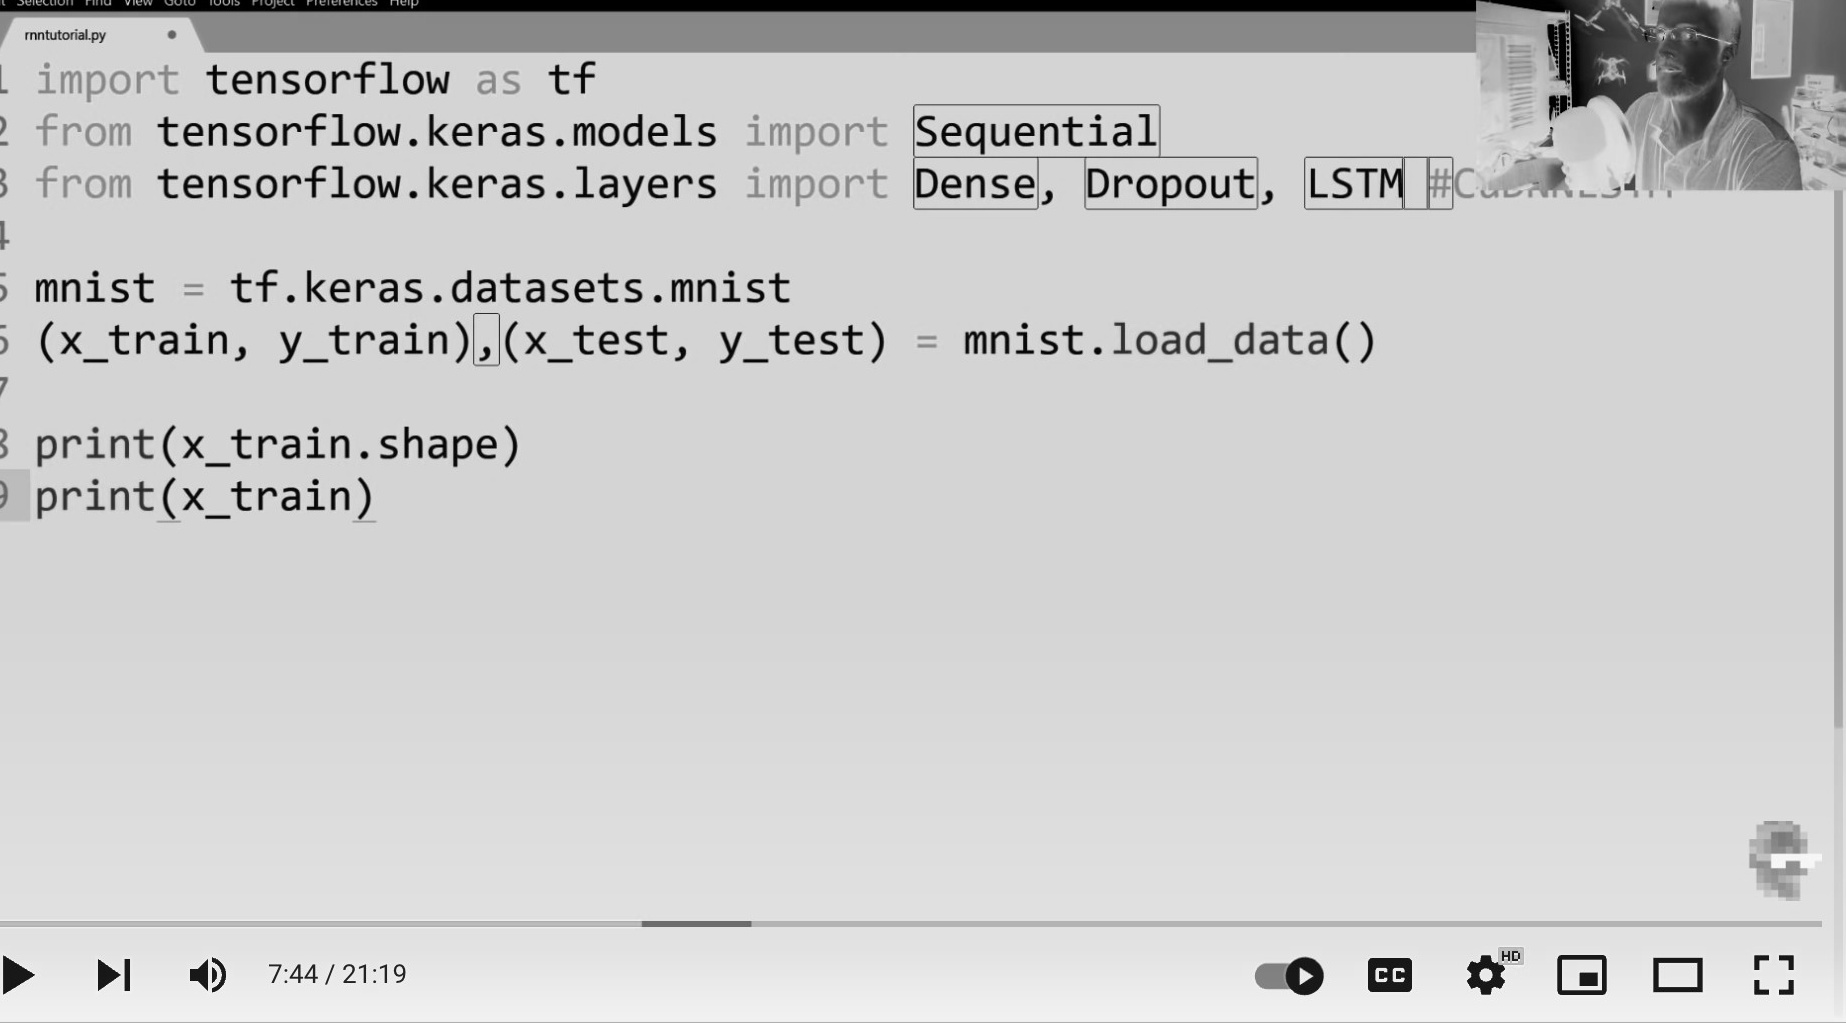 Selection Find View Goto Tools Project Preferences Help
rnntutorial.py
1 import tensorflow as tf
2 from tensorflow.keras.models import Sequential
3 from tensorflow.keras.layers import Dense, Dropout, LSTM #CuDNNLSTM
4
5 mnist = tf.keras.datasets.mnist
6 (x_train, y_train),(x_test, y_test) = mnist.load_data()
7
8 print(x_train.shape)
9 print(x_train)
7:44 / 21:19
CC
HD